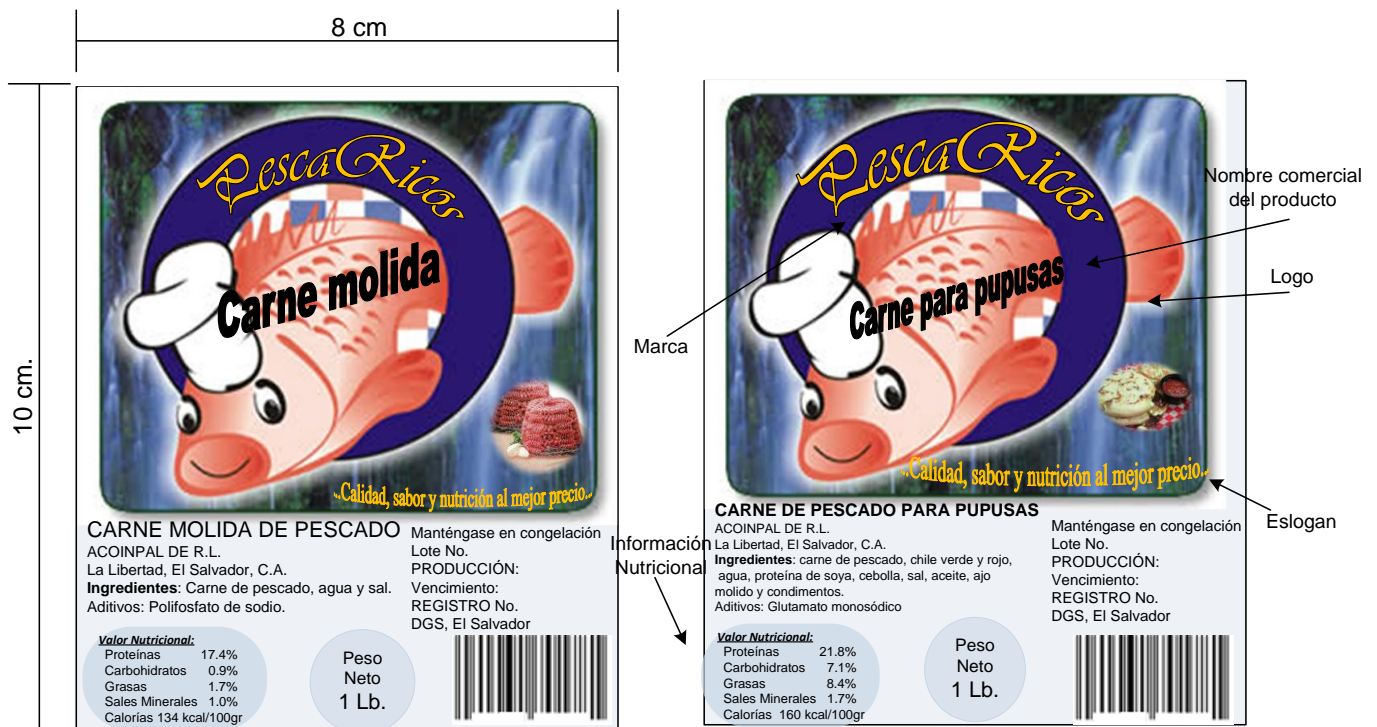 8 cm
10 cm.
PescaRicos
Carne molida
...Calidad, sabor y nutrición al mejor precio...
CARNE MOLIDA DE PESCADO
ACOINPAL DE R.L.
La Libertad, El Salvador, C.A.
Ingredientes: Carne de pescado, agua y sal.
Aditivos: Polifosfato de sodio.
Manténgase en congelación
Lote No.
PRODUCCIÓN:
Vencimiento:
REGISTRO No.
DGS, El Salvador
Valor Nutricional:
Proteínas 17.4%
Carbohidratos 0.9%
Grasas 1.7%
Sales Minerales 1.0%
Calorías 134 kcal/100gr
Peso
Neto
1 Lb.
Marca
Información
Nutricional
PescaRicos
Carne para pupusas
...Calidad, sabor y nutrición al mejor precio...
CARNE DE PESCADO PARA PUPUSAS
ACOINPAL DE R.L.
La Libertad, El Salvador, C.A.
Ingredientes: carne de pescado, chile verde y rojo,
agua, proteína de soya, cebolla, sal, aceite, ajo
molido y condimentos.
Aditivos: Glutamato monosódico
Manténgase en congelación
Lote No.
PRODUCCIÓN:
Vencimiento:
REGISTRO No.
DGS, El Salvador
Valor Nutricional:
Proteínas 21.8%
Carbohidratos 7.1%
Grasas 8.4%
Sales Minerales 1.7%
Calorías 160 kcal/100gr
Peso
Neto
1 Lb.
Nombre comercial
del producto
Logo
Eslogan